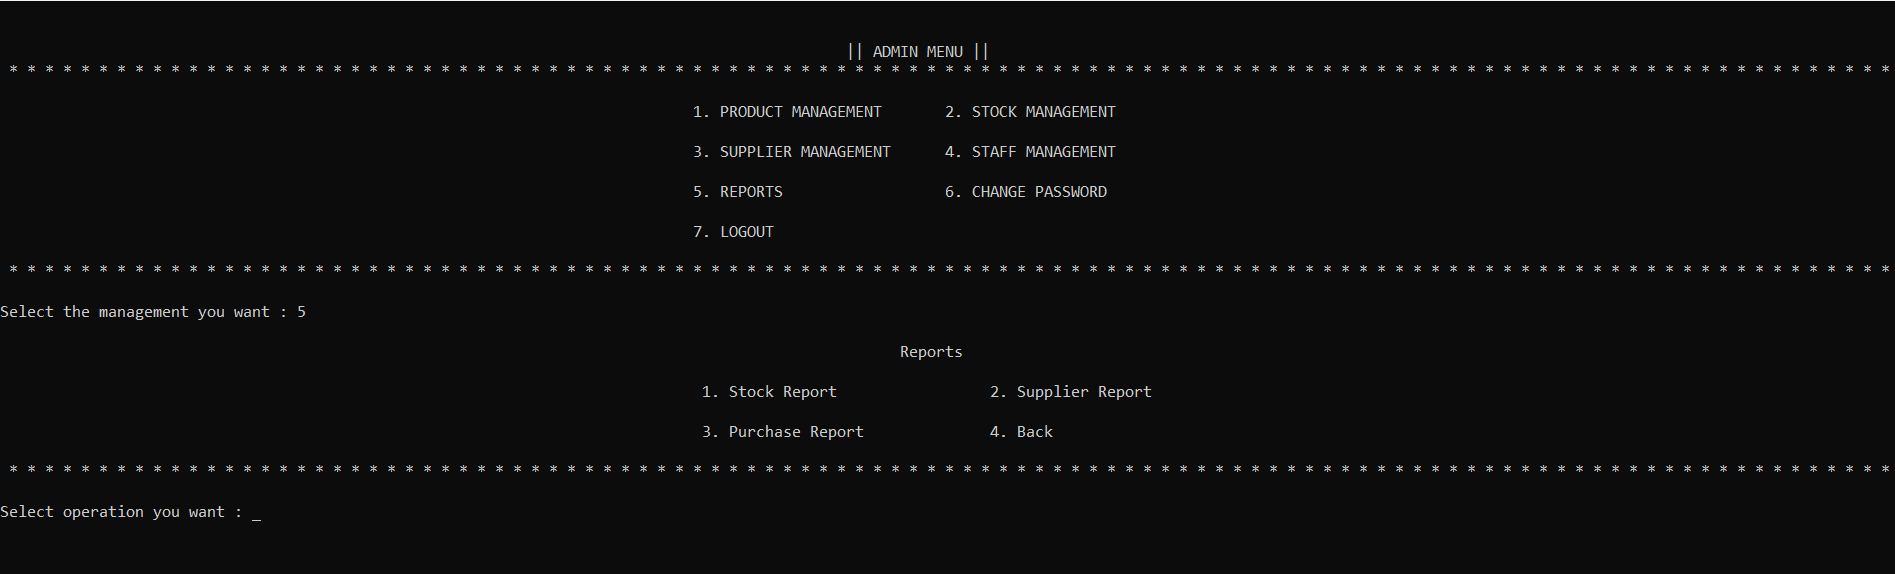 || ADMIN MENU ||
* * * * * * * * * * * * * * * * * * * * * * * * * * * * * * * * * * * * * * * * * * * * * * * * * * * * * * * * * * * * * * * * * * * * * * * * * * * * * * * * * * * * * * * * * * * * * * * * * * * * * * * * *
1. PRODUCT MANAGEMENT 2. STOCK MANAGEMENT
3. SUPPLIER MANAGEMENT 4. STAFF MANAGEMENT
5. REPORTS 6. CHANGE PASSWORD
7. LOGOUT
* * * * * * * * * * * * * * * * * * * * * * * * * * * * * * * * * * * * * * * * * * * * * * * * * * * * * * * * * * * * * * * * * * * * * * * * * * * * * * * * * * * * * * * * * * * * * * * * * * * * * * * * *
Select the management you want : 5
Reports
1. Stock Report 2. Supplier Report
3. Purchase Report 4. Back
* * * * * * * * * * * * * * * * * * * * * * * * * * * * * * * * * * * * * * * * * * * * * * * * * * * * * * * * * * * * * * * * * * * * * * * * * * * * * * * * * * * * * * * * * * * * * * * * * * * * * * * * *
Select operation you want : _